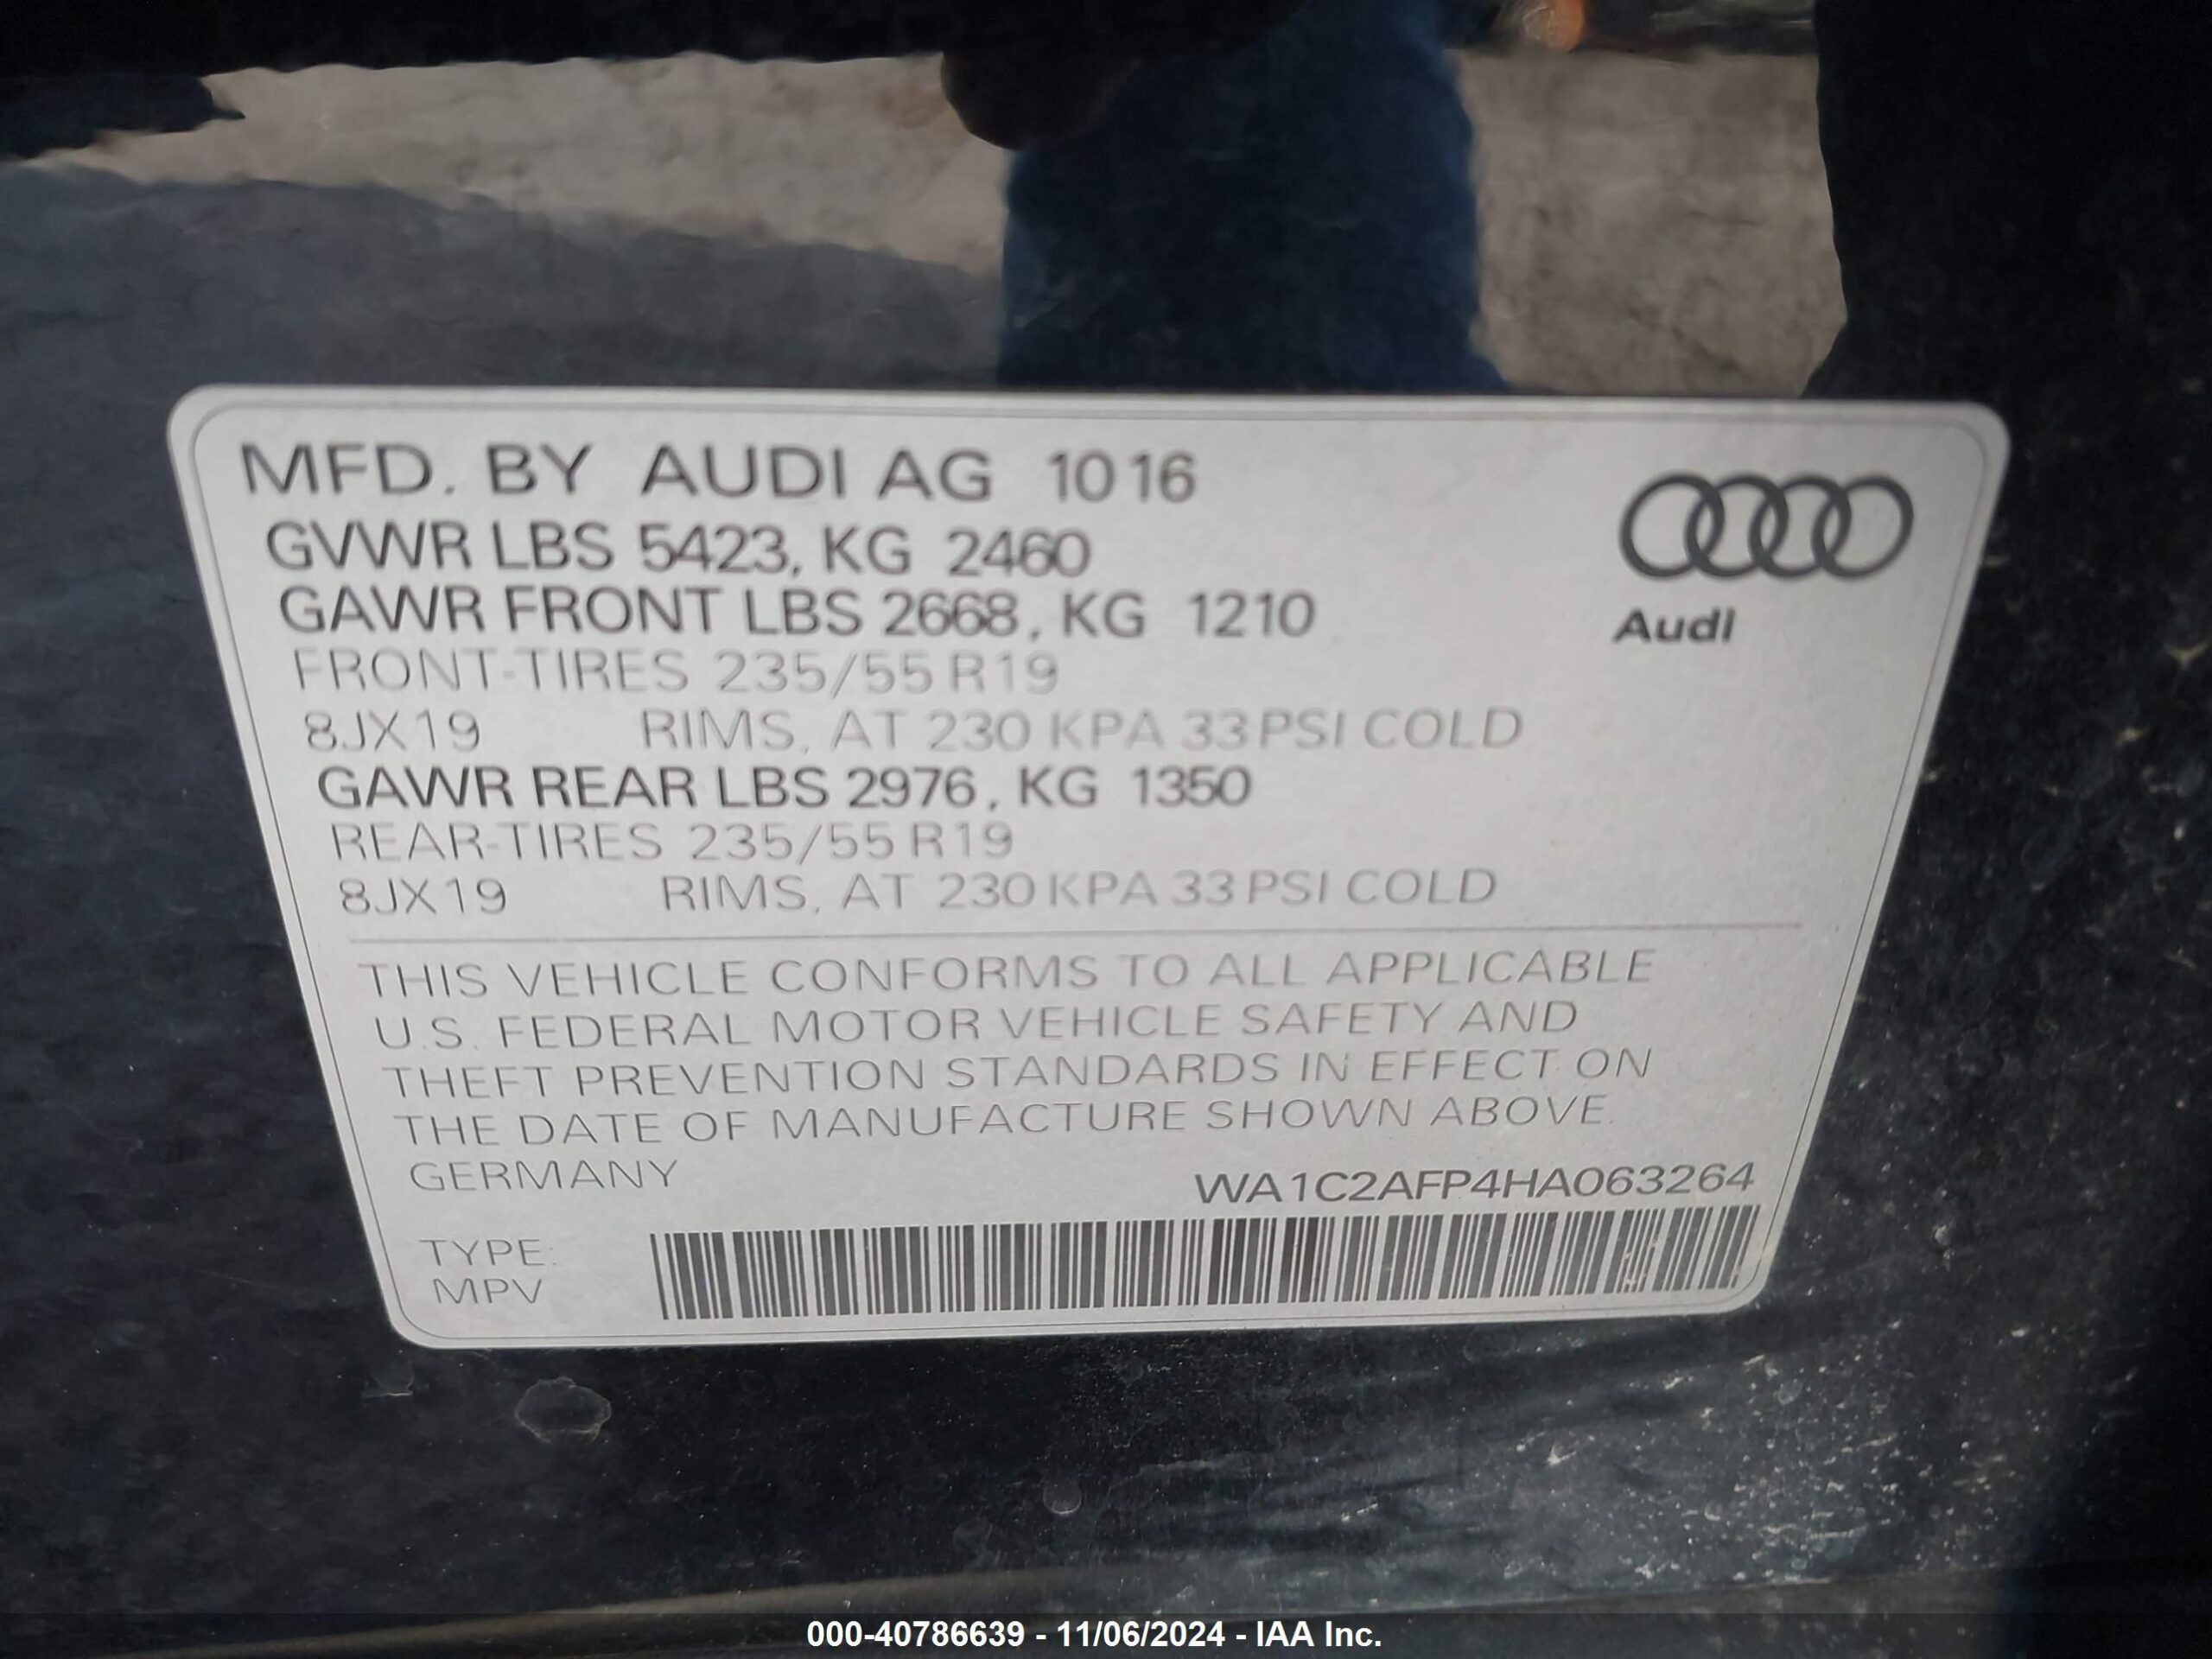 MFD. BY AUDI AG 10 16
GVWR LBS 5423, KG 2460
GAWR FRONT LBS 2668, KG 1210
FRONT-TIRES 235/55 R19
8JX19 RIMS, AT 230 KPA 33 PSI COLD
GAWR REAR LBS 2976, KG 1350
REAR-TIRES 235/55 R19
8JX19 RIMS, AT 230 KPA 33 PSI COLD
Audi
THIS VEHICLE CONFORMS TO ALL APPLICABLE
U.S. FEDERAL MOTOR VEHICLE SAFETY AND
THEFT PREVENTION STANDARDS IN EFFECT ON
THE DATE OF MANUFACTURE SHOWN ABOVE.
GERMANY WA1C2AFP4HA063264
TYPE:
MPV
000-40786639 - 11/06/2024 - IAA Inc.